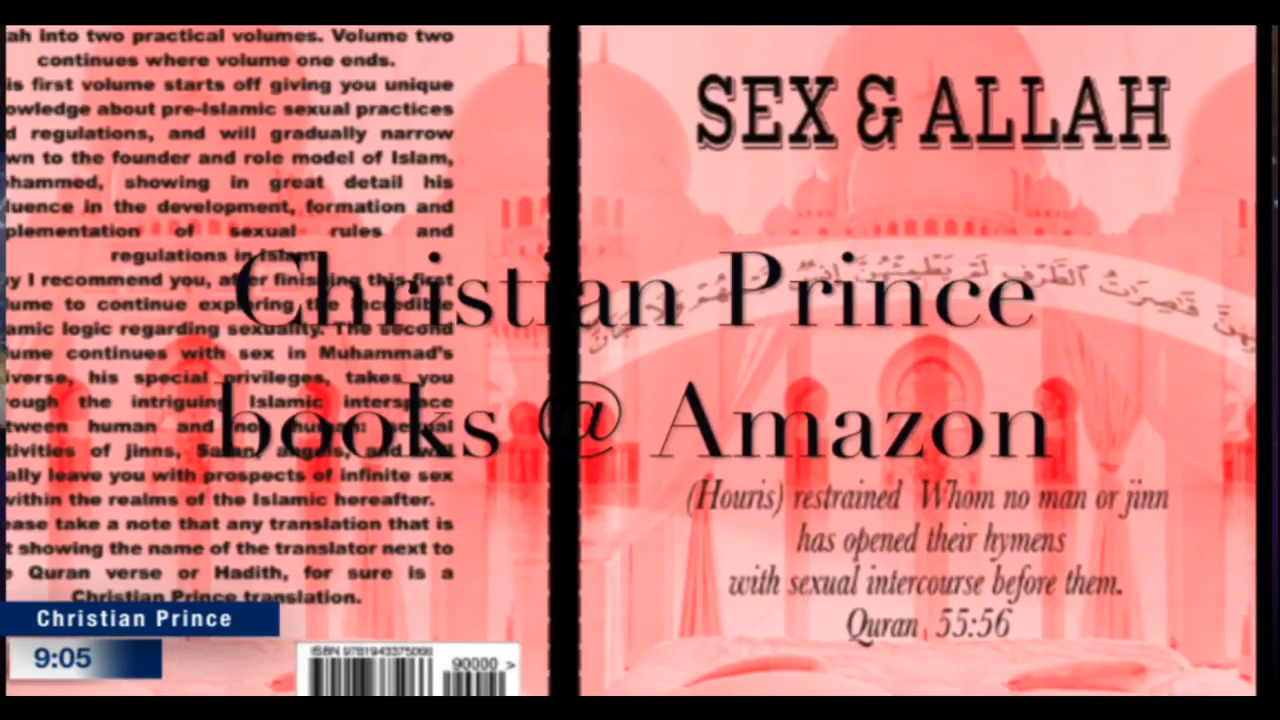 ah into two practical volumes. Volume two
continues where volume one ends.
is first volume starts off giving you unique
owledge about pre-Islamic sexual practices
d regulations, and will gradually narrow
wn to the founder and role model of Islam,
hammed, showing in great detail his
luence in the development, formation and
plementation of sexual rules and
regulations in Islam.
y I recommend you, after finishing this first
lume to continue exploring the incredible
amic logic regarding sexuality. The second
lume continues with sex in Muhammad's
iverse, his special privileges, takes you
ough the intriguing Islamic interspace
tween human and non human: sexual
tivities of jinns, Satan, angels, and will
ally leave you with prospects of infinite sex
within the realms of the Islamic hereafter.
ease take a note that any translation that is
t showing the name of the translator next to
e Quran verse or Hadith, for sure is a
Christian Prince translation.
SEX & ALLAH
Christian Prince
books @ Amazon
(Houris) restrained Whom no man or jinn
has opened their hymens
with sexual intercourse before them.
Quran 55:56
Christian Prince
9:05
90000 >